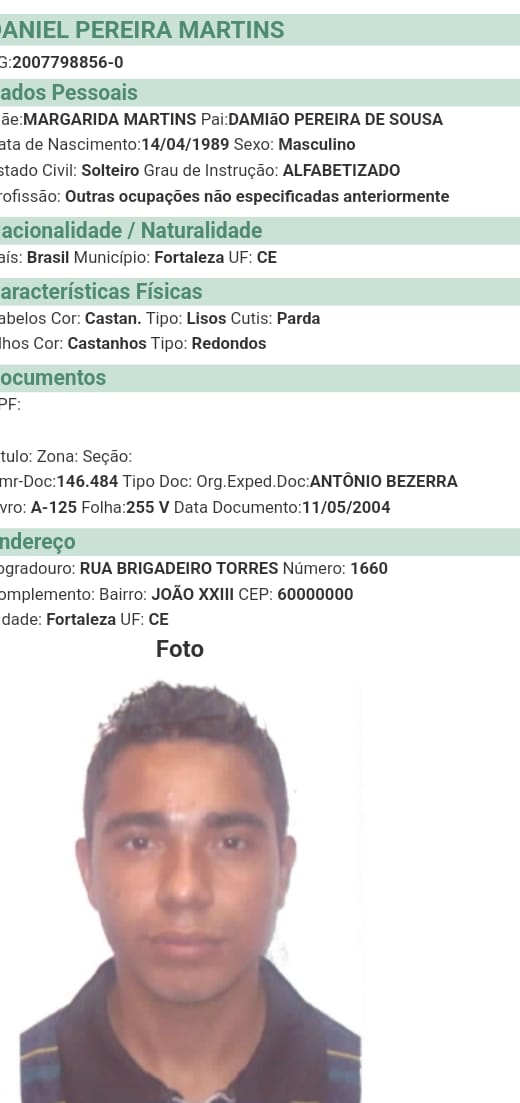 DANIEL PEREIRA MARTINS
G:2007798856-0
ados Pessoais
ãe:MARGARIDA MARTINS Pai:DAMIãO PEREIRA DE SOUSA
ata de Nascimento:14/04/1989 Sexo: Masculino
stado Civil: Solteiro Grau de Instrução: ALFABETIZADO
rofissão: Outras ocupações não especificadas anteriormente
acionalidade / Naturalidade
aís: Brasil Município: Fortaleza UF: CE
aracterísticas Físicas
abelos Cor: Castan. Tipo: Lisos Cutis: Parda
lhos Cor: Castanhos Tipo: Redondos
ocumentos
PF:
tulo: Zona: Seção:
mr-Doc:146.484 Tipo Doc: Org.Exped.Doc:ANTÔNIO BEZERRA
vro: A-125 Folha:255 V Data Documento:11/05/2004
ndereço
ogradouro: RUA BRIGADEIRO TORRES Número: 1660
omplemento: Bairro: JOÃO XXIII CEP: 60000000
idade: Fortaleza UF: CE
Foto